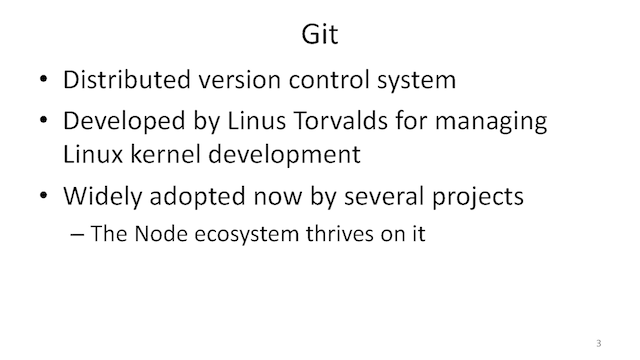 Git
• Distributed version control system
• Developed by Linus Torvalds for managing
Linux kernel development
• Widely adopted now by several projects
– The Node ecosystem thrives on it
3